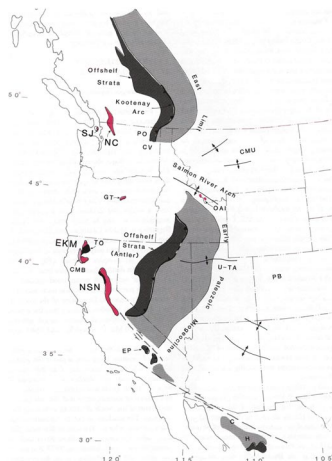 Offshelf
Strata
East
50°
Kootenay
Arc
Limit
SJ
PO
NC
CV
CMU
Salmon River Arch
45°
GT
OAI
Offshelf
Strata
(Antler)
Early
EKM
TO
U-TA
40°
CMB
Paleozoic
PB
NSN
Miogeocline
35°
EP
C
H
30°
120°
115°
110°
105°